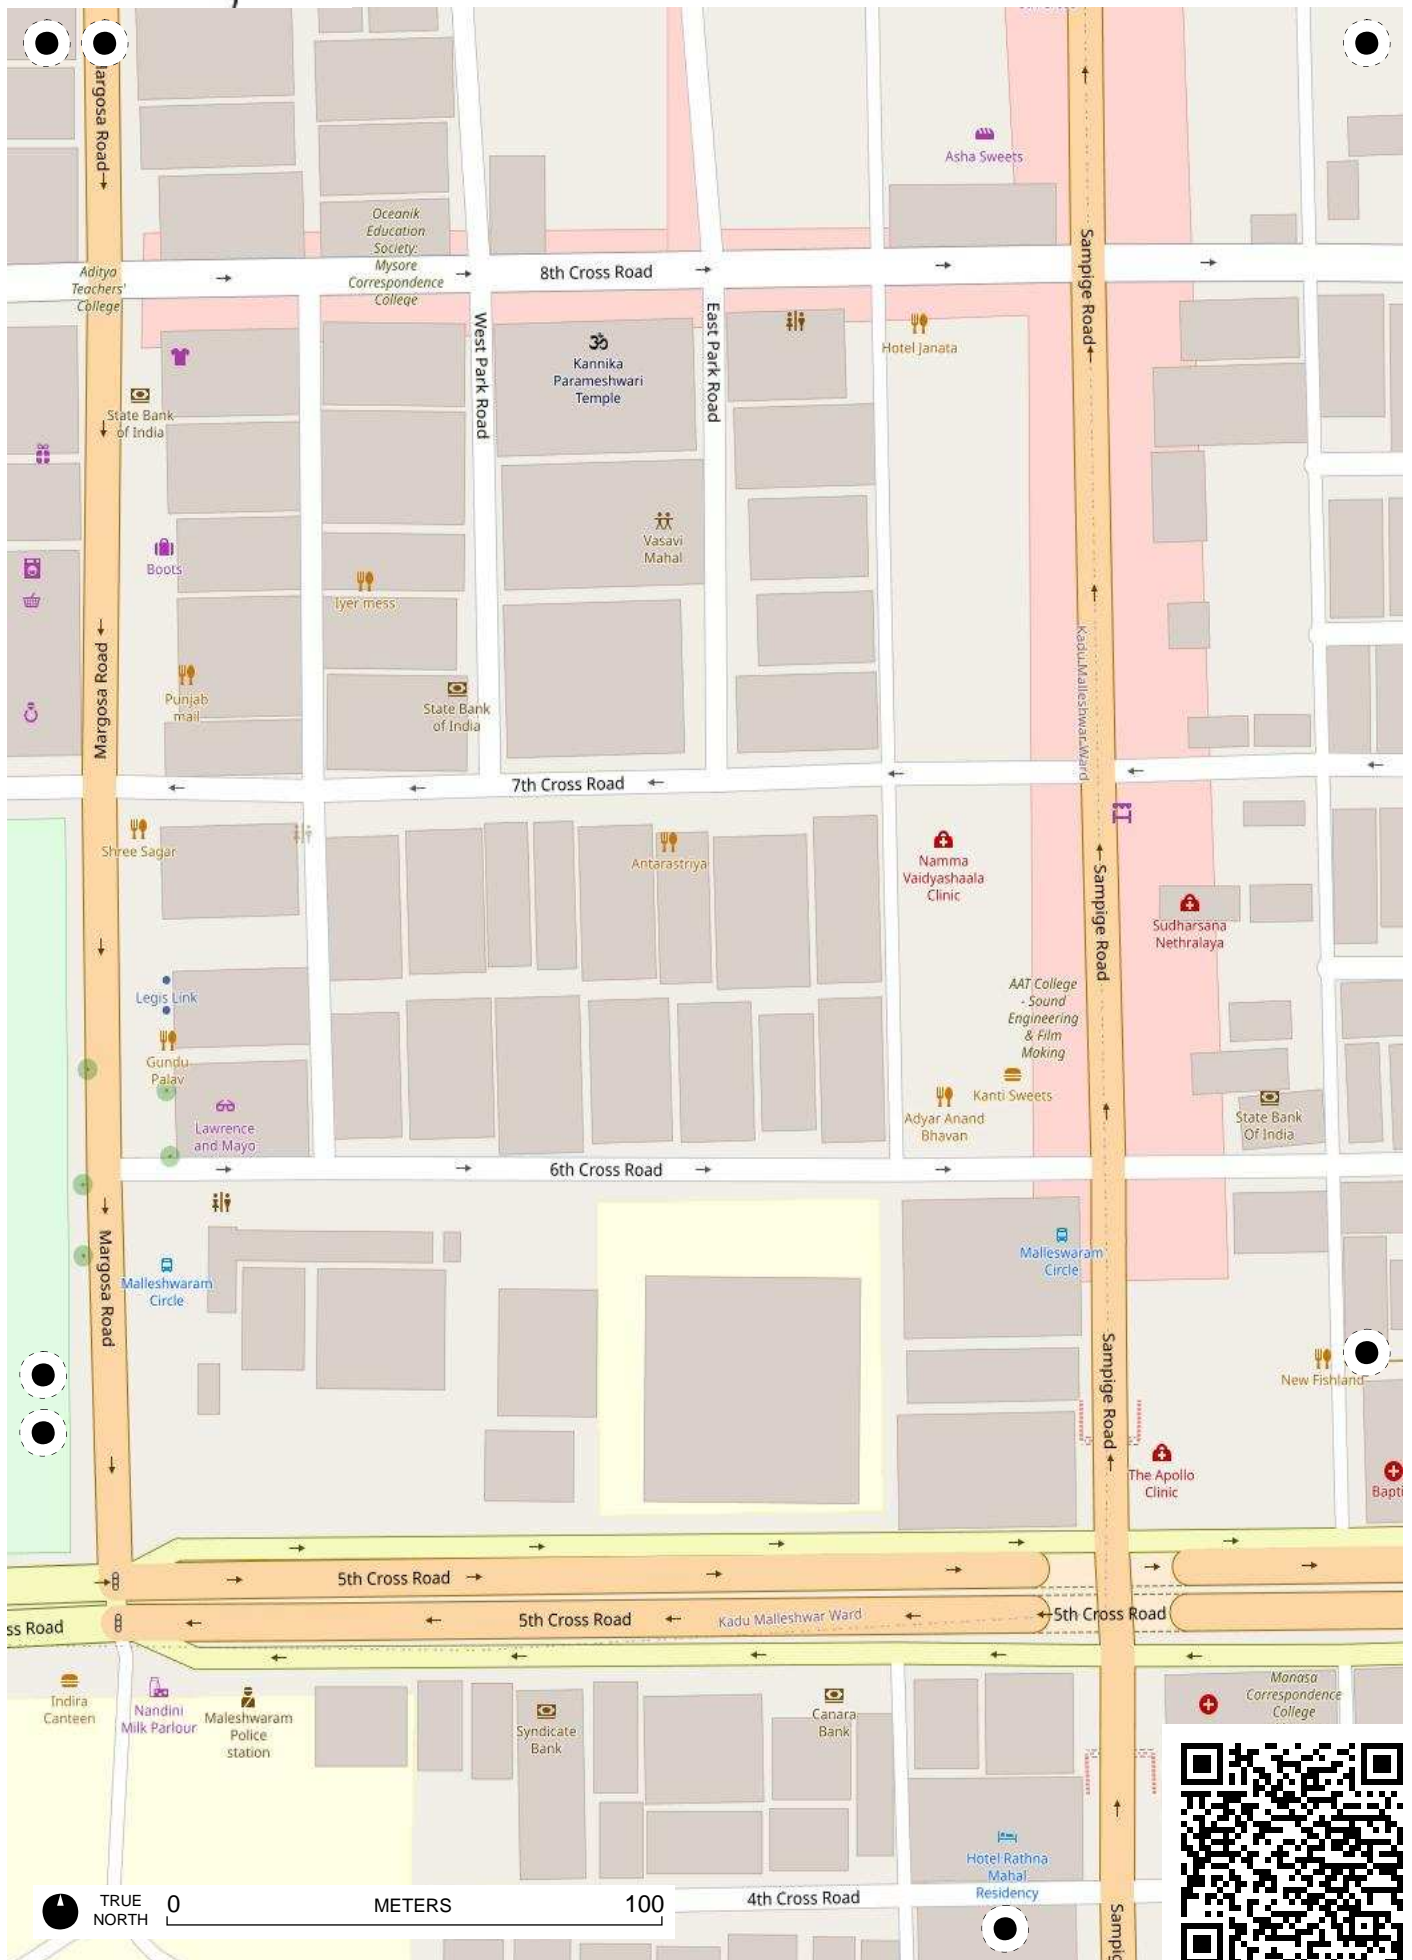 Margosa Road
Asha Sweets
Oceanik
Education
Society:
Mysore
Correspondence
College
Sampige Road
Aditya
Teachers'
College
8th Cross Road
West Park Road
East Park Road
Kannika
Parameshwari
Temple
Hotel Janata
State Bank
of India
Vasavi
Mahal
Boots
Iyer mess
Kadu Malleshwar Ward
Margosa Road
Punjab
mail
State Bank
of India
7th Cross Road
Shree Sagar
Antarastriya
Namma
Vaidyashaala
Clinic
Sampige Road
Sudharsana
Nethralaya
Legis Link
AAT College
- Sound
Engineering
& Film
Making
Gundu
Palav
Kanti Sweets
Adyar Anand
Bhavan
State Bank
Of India
Lawrence
and Mayo
6th Cross Road
Margosa Road
Malleshwaram
Circle
Malleswaram
Circle
Sampige Road
New Fishland
The Apollo
Clinic
Bapti
5th Cross Road
5th Cross Road
Kadu Malleshwar Ward
5th Cross Road
ss Road
Indira
Canteen
Nandini
Milk Parlour
Maleshwaram
Police
station
Syndicate
Bank
Canara
Bank
Manasa
Correspondence
College
Hotel Rathna
Mahal
Residency
4th Cross Road
Sampig
TRUE
NORTH
0 METERS 100